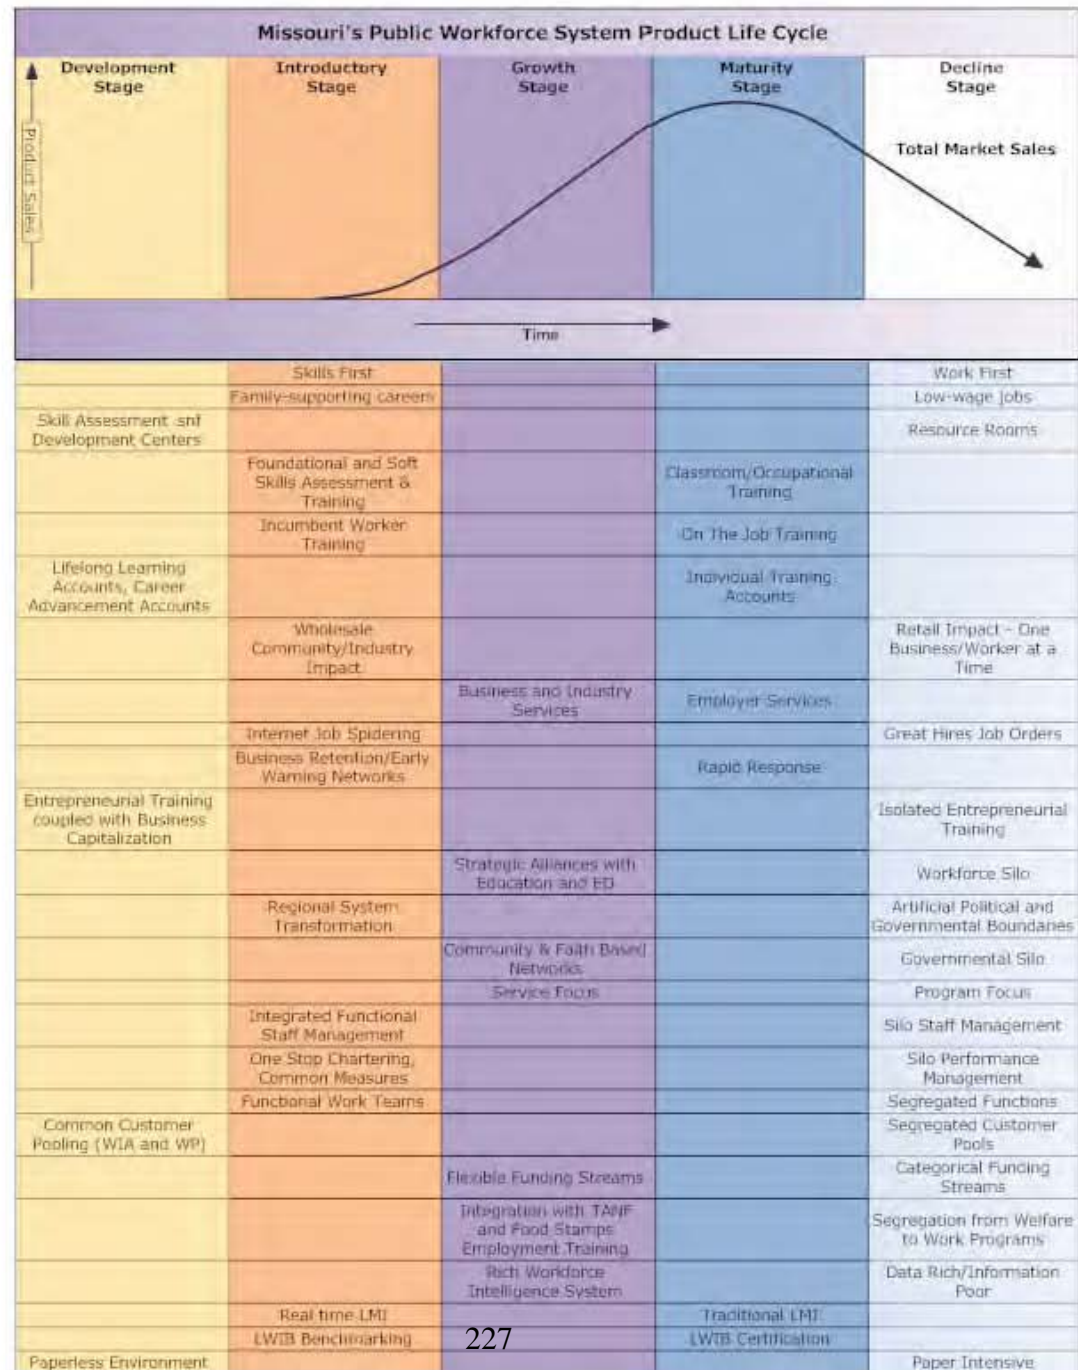 Missouri's Public Workforce System Product Life Cycle
Development
Stage
Introductory
Stage
Growth
Stage
Maturity
Stage
Decline
Stage
Product Sales
Total Market Sales
Time
Skills First
Work First
Family-supporting careers
Low-wage jobs
Skill Assessment snf
Development Centers
Resource Rooms
Foundational and Soft
Skills Assessment &
Training
Classroom/Occupational
Training
Incumbent Worker
Training
On The Job Training
Lifelong Learning
Accounts, Career
Advancement Accounts
Individual Training
Accounts
Wholesale
Community/Industry
Impact
Retail Impact - One
Business/Worker at a
Time
Business and Industry
Services
Employer Services
Internet Job Spidering
Great Hires Job Orders
Business Retention/Early
Warning Networks
Rapid Response
Entrepreneurial Training
coupled with Business
Capitalization
Isolated Entrepreneurial
Training
Strategic Alliances with
Education and ED
Workforce Silo
Regional System
Transformation
Artificial Political and
Governmental Boundaries
Community & Faith Based
Networks
Governmental Silo
Service Focus
Program Focus
Integrated Functional
Staff Management
Silo Staff Management
One Stop Chartering,
Common Measures
Silo Performance
Management
Functional Work Teams
Segregated Functions
Common Customer
Pooling (WIA and WP)
Segregated Customer
Pools
Flexible Funding Streams
Categorical Funding
Streams
Integration with TANF
and Food Stamps
Employment Training
Segregation from Welfare
to Work Programs
Rich Workforce
Intelligence System
Data Rich/Information
Poor
Real time LMI
Traditional LMI
LWIB Benchmarking
LWIB Certification
227
Paperless Environment
Paper Intensive